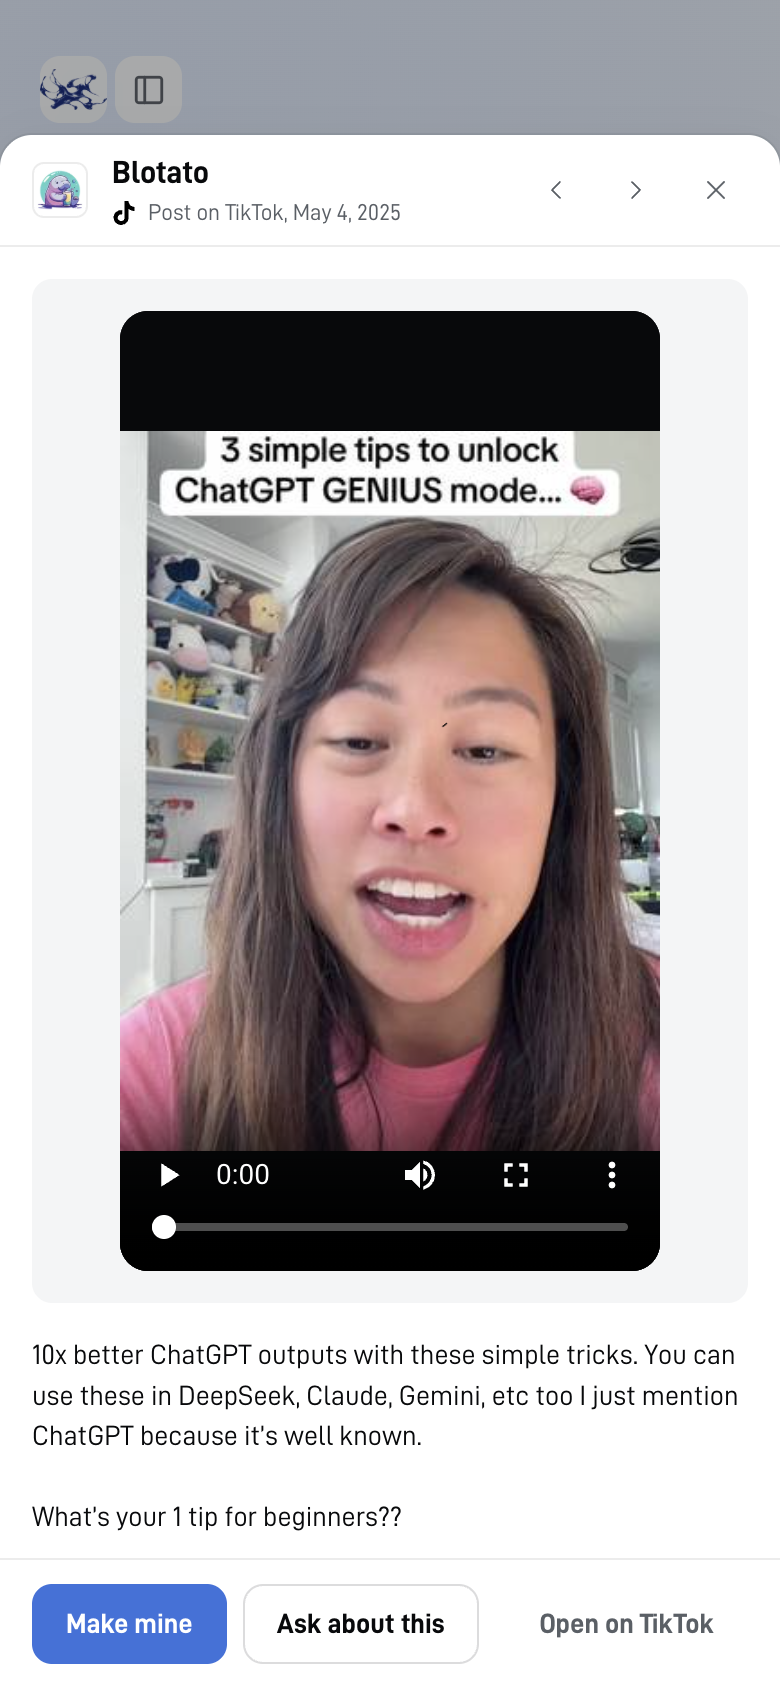 Blotato
Post on TikTok, May 4, 2025
3 simple tips to unlock
ChatGPT GENIUS mode... 🧠
0:00
10x better ChatGPT outputs with these simple tricks. You can
use these in DeepSeek, Claude, Gemini, etc too I just mention
ChatGPT because it's well known.
What's your 1 tip for beginners??
Make mine
Ask about this
Open on TikTok